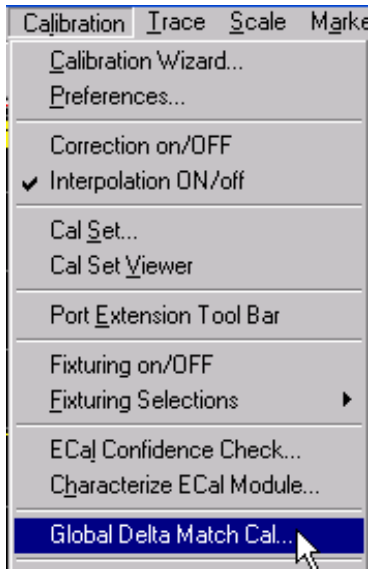 Calibration Trace Scale Marke
Calibration Wizard...
Preferences...
Correction on/OFF
Interpolation ON/off
Cal Set...
Cal Set Viewer
Port Extension Tool Bar
Fixturing on/OFF
Fixturing Selections
ECal Confidence Check...
Characterize ECal Module...
Global Delta Match Cal...